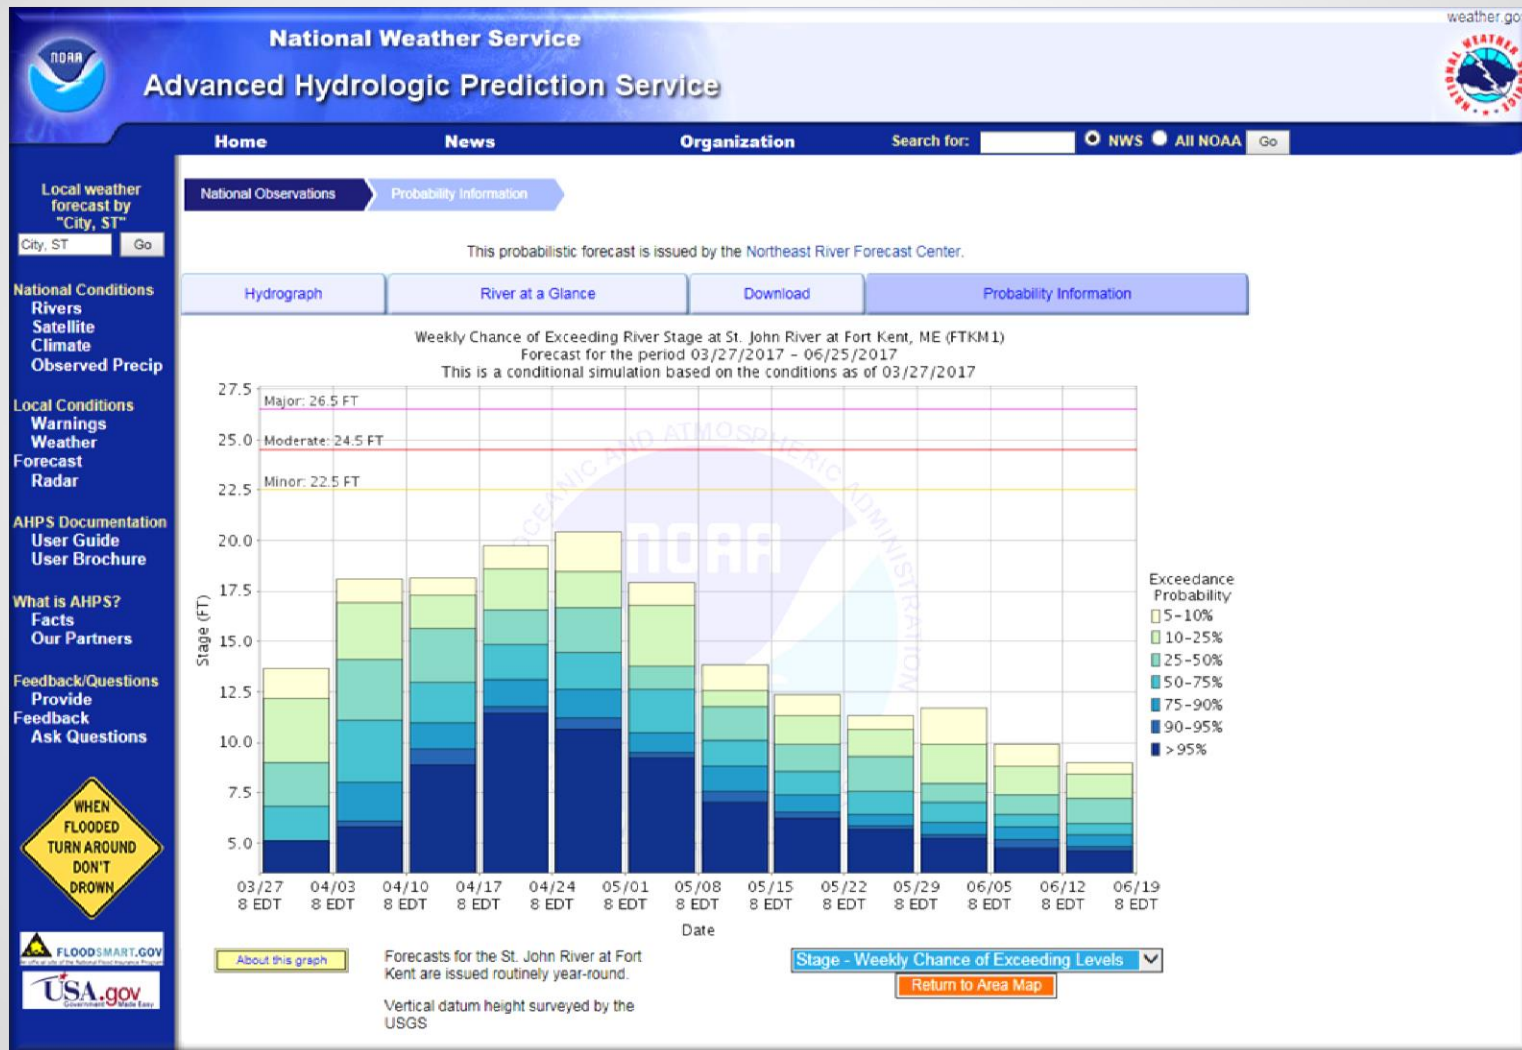 weather.go
National Weather Service
NOAA
Advanced Hydrologic Prediction Service
NATIONAL WEATHER SERVICE
Home News Organization Search for: NWS All NOAA Go
Local weather
forecast by
"City, ST"
City, ST Go
National Conditions
Rivers
Satellite
Climate
Observed Precip
Local Conditions
Warnings
Weather
Forecast
Radar
AHPS Documentation
User Guide
User Brochure
What is AHPS?
Facts
Our Partners
Feedback/Questions
Provide
Feedback
Ask Questions
WHEN
FLOODED
TURN AROUND
DON'T
DROWN
FLOODSMART.GOV
USA.gov
Government Made Easy
National Observations Probability Information
This probabilistic forecast is issued by the Northeast River Forecast Center.
Hydrograph River at a Glance Download Probability Information
Weekly Chance of Exceeding River Stage at St. John River at Fort Kent, ME (FTKM1)
Forecast for the period 03/27/2017 - 06/25/2017
This is a conditional simulation based on the conditions as of 03/27/2017
27.5
Major: 26.5 FT
25.0
Moderate: 24.5 FT
22.5
Minor: 22.5 FT
20.0
17.5
15.0
12.5
10.0
7.5
5.0
Stage (FT)
OCEANIC AND ATMOSPHERIC ADMINISTRATION
NOAA
Exceedance
Probability
5-10%
10-25%
25-50%
50-75%
75-90%
90-95%
>95%
03/27 04/03 04/10 04/17 04/24 05/01 05/08 05/15 05/22 05/29 06/05 06/12 06/19
8 EDT 8 EDT 8 EDT 8 EDT 8 EDT 8 EDT 8 EDT 8 EDT 8 EDT 8 EDT 8 EDT 8 EDT 8 EDT
Date
About this graph
Forecasts for the St. John River at Fort
Kent are issued routinely year-round.
Vertical datum height surveyed by the
USGS
Stage - Weekly Chance of Exceeding Levels
Return to Area Map